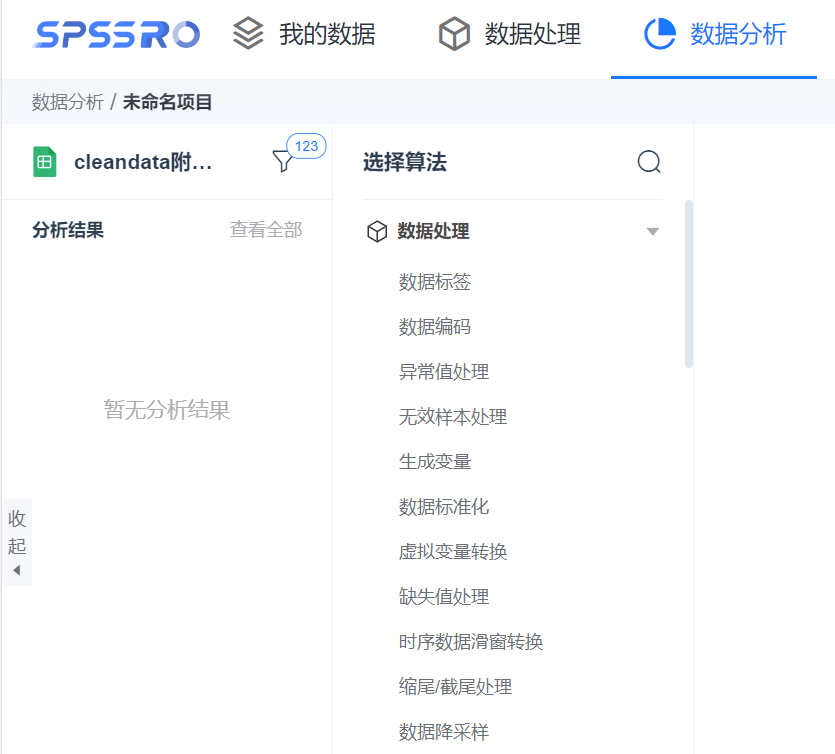 SPSSRO 我的数据 数据处理 数据分析
数据分析 / 未命名项目
cleandata附... 123
分析结果 查看全部
暂无分析结果
收起
选择算法
数据处理
数据标签
数据编码
异常值处理
无效样本处理
生成变量
数据标准化
虚拟变量转换
缺失值处理
时序数据滑窗转换
缩尾/截尾处理
数据降采样